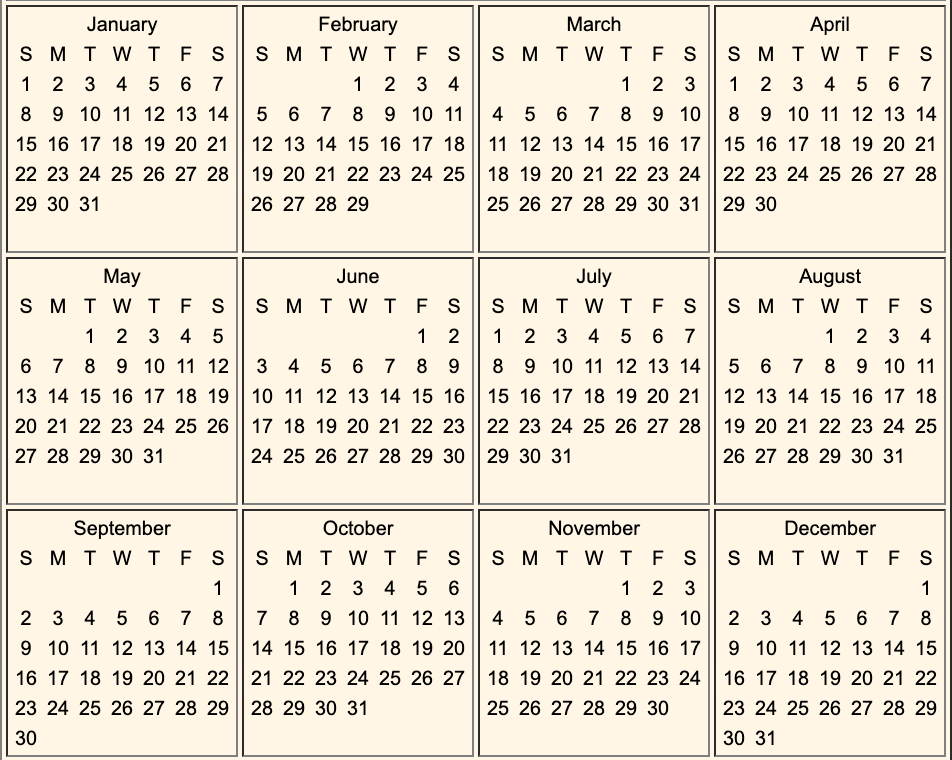 January
S M T W T F S
1 2 3 4 5 6 7
8 9 10 11 12 13 14
15 16 17 18 19 20 21
22 23 24 25 26 27 28
29 30 31
February
S M T W T F S
1 2 3 4
5 6 7 8 9 10 11
12 13 14 15 16 17 18
19 20 21 22 23 24 25
26 27 28 29
March
S M T W T F S
1 2 3
4 5 6 7 8 9 10
11 12 13 14 15 16 17
18 19 20 21 22 23 24
25 26 27 28 29 30 31
April
S M T W T F S
1 2 3 4 5 6 7
8 9 10 11 12 13 14
15 16 17 18 19 20 21
22 23 24 25 26 27 28
29 30
May
S M T W T F S
1 2 3 4 5
6 7 8 9 10 11 12
13 14 15 16 17 18 19
20 21 22 23 24 25 26
27 28 29 30 31
June
S M T W T F S
1 2
3 4 5 6 7 8 9
10 11 12 13 14 15 16
17 18 19 20 21 22 23
24 25 26 27 28 29 30
July
S M T W T F S
1 2 3 4 5 6 7
8 9 10 11 12 13 14
15 16 17 18 19 20 21
22 23 24 25 26 27 28
29 30 31
August
S M T W T F S
1 2 3 4
5 6 7 8 9 10 11
12 13 14 15 16 17 18
19 20 21 22 23 24 25
26 27 28 29 30 31
September
S M T W T F S
1
2 3 4 5 6 7 8
9 10 11 12 13 14 15
16 17 18 19 20 21 22
23 24 25 26 27 28 29
30
October
S M T W T F S
1 2 3 4 5 6
7 8 9 10 11 12 13
14 15 16 17 18 19 20
21 22 23 24 25 26 27
28 29 30 31
November
S M T W T F S
1 2 3
4 5 6 7 8 9 10
11 12 13 14 15 16 17
18 19 20 21 22 23 24
25 26 27 28 29 30
December
S M T W T F S
1
2 3 4 5 6 7 8
9 10 11 12 13 14 15
16 17 18 19 20 21 22
23 24 25 26 27 28 29
30 31